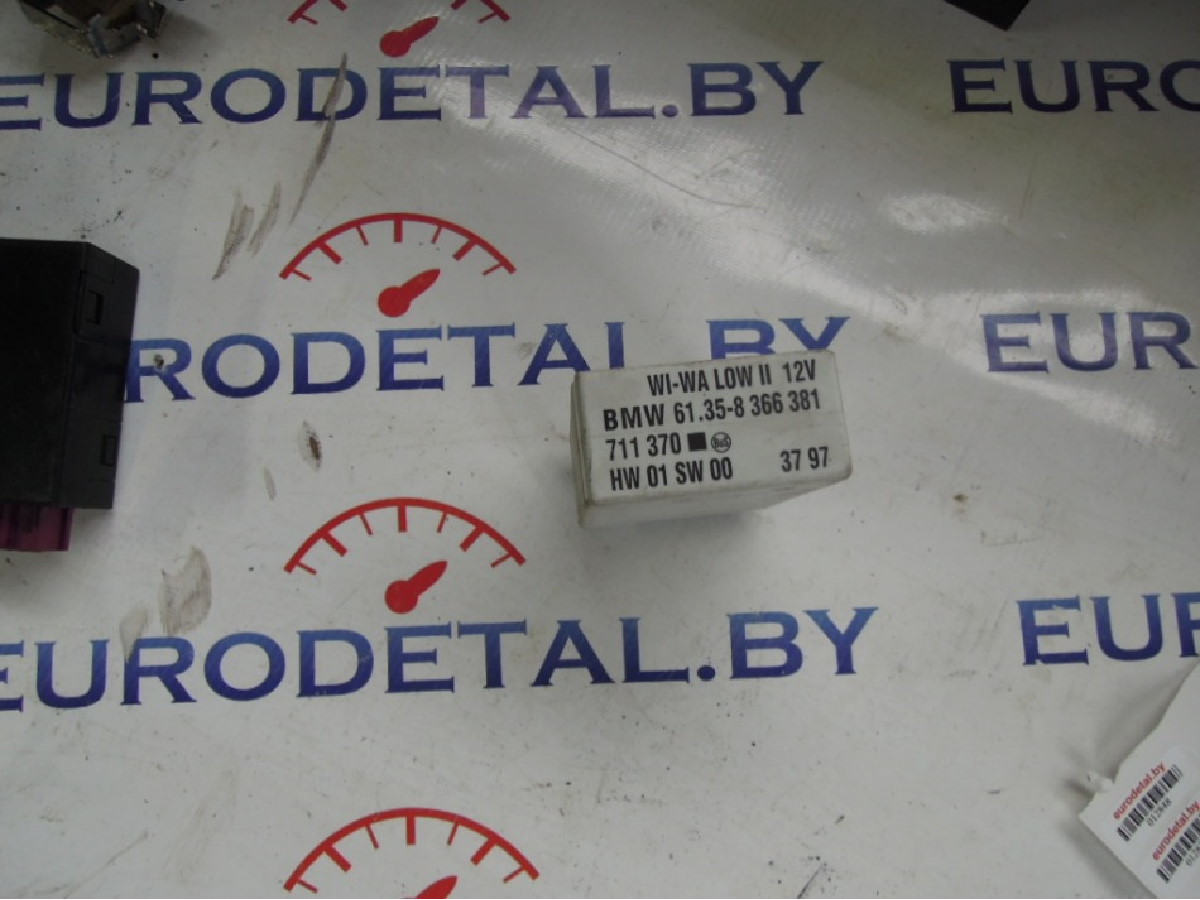 EURODETAL.BY EURO
RODETAL.BY EUR
WI-WA LOW II 12V
BMW 61.35-8 366 381
711 370
HW 01 SW 00 37 97
EURODETAL.BY EUR
eurodetal.by
eurodetal.by